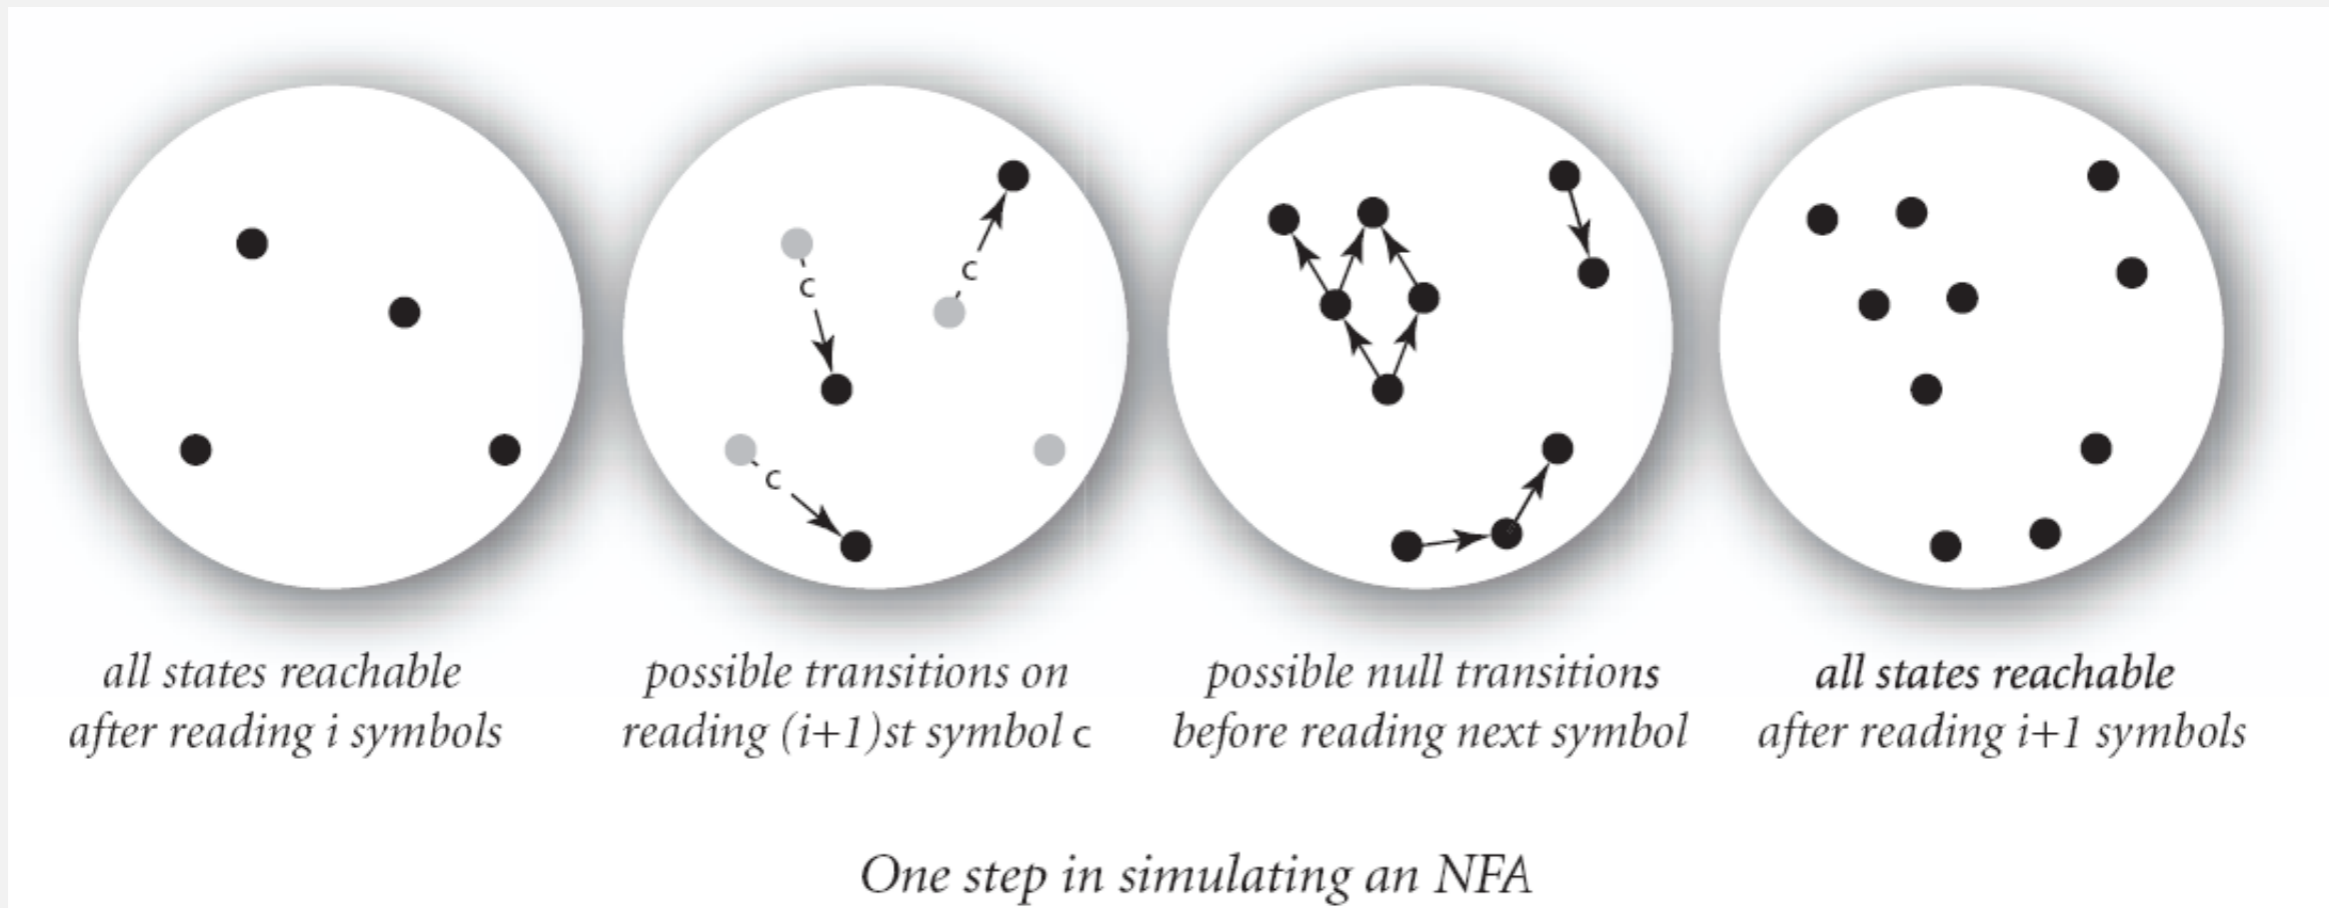 c
c
c
all states reachable
after reading i symbols
possible transitions on
reading (i+1)st symbol c
possible null transitions
before reading next symbol
all states reachable
after reading i+1 symbols
One step in simulating an NFA